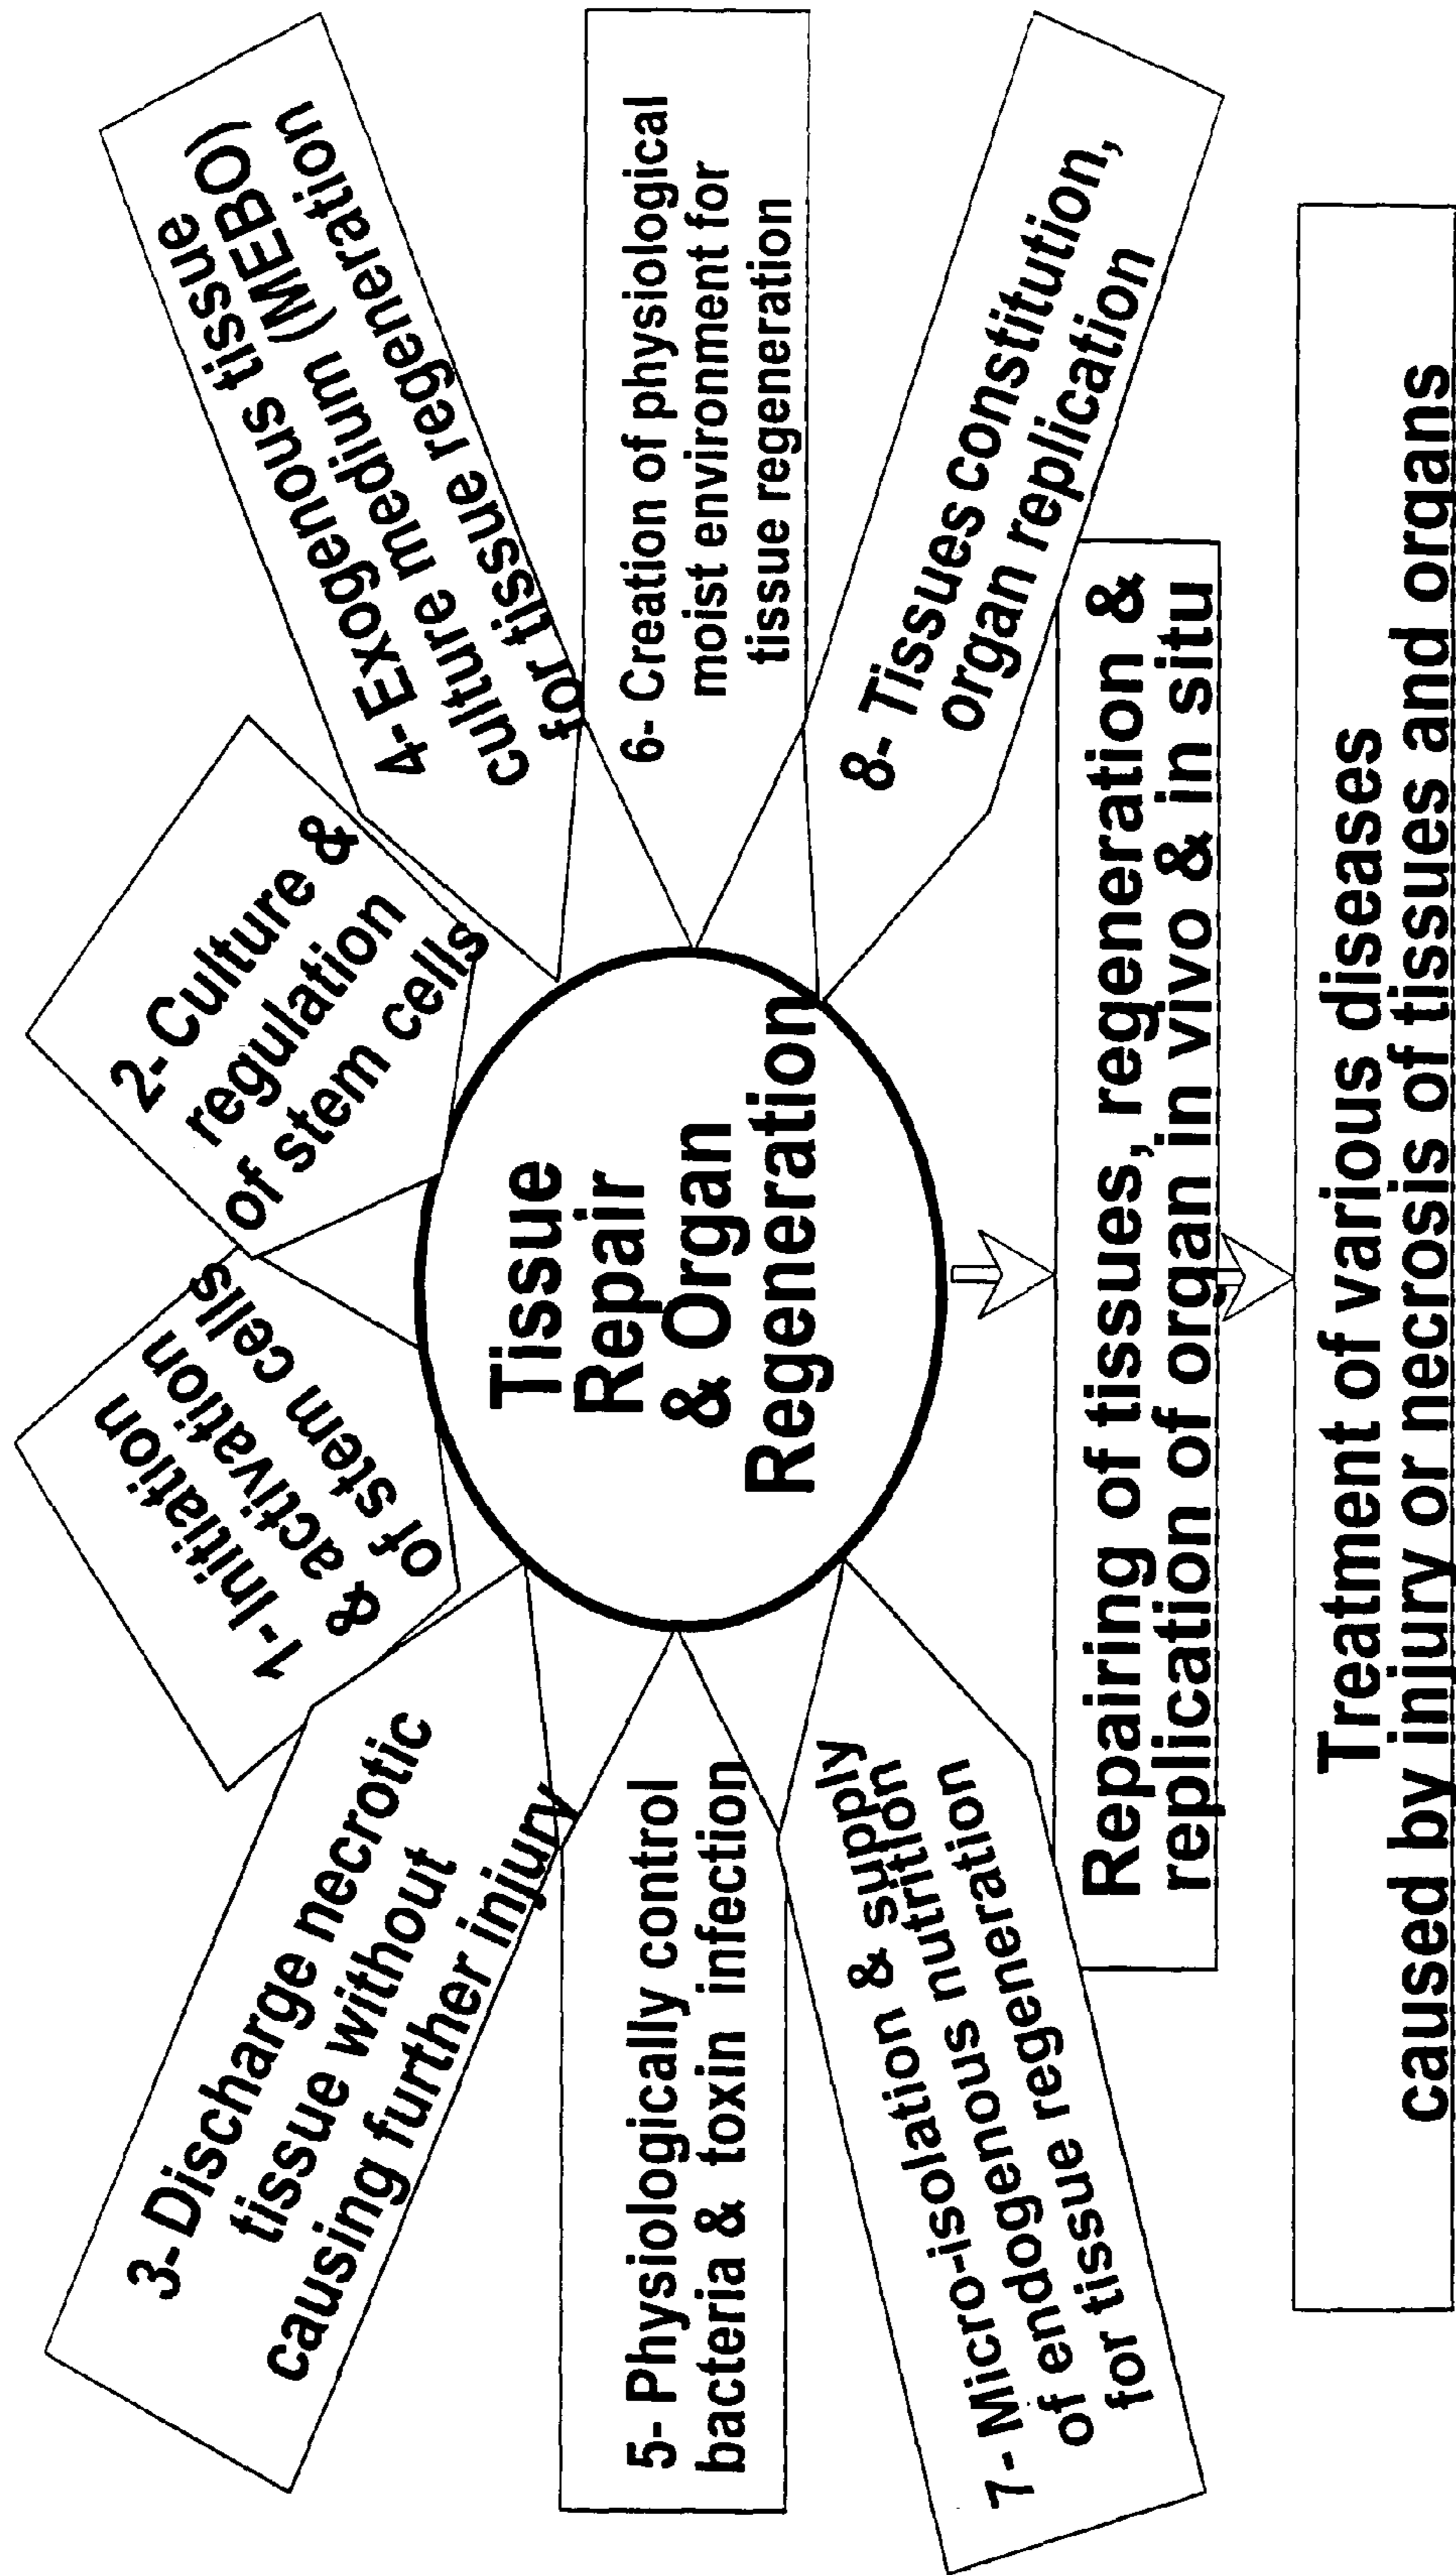 1- Initiation
& activation
of stem cells
2- Culture &
regulation
of stem cells
3- Discharge necrotic
tissue without
causing further injury
4- Exogenous tissue
culture medium (MEBO)
for tissue regeneration
5- Physiologically control
bacteria & toxin infection
6- Creation of physiological
moist environment for
tissue regeneration
7- Micro-isolation & supply
of endogenous nutrition
for tissue regeneration
8- Tissues constitution,
organ replication
Tissue
Repair
& Organ
Regeneration
Repairing of tissues, regeneration &
replication of organ in vivo & in situ
Treatment of various diseases
caused by injury or necrosis of tissues and organs